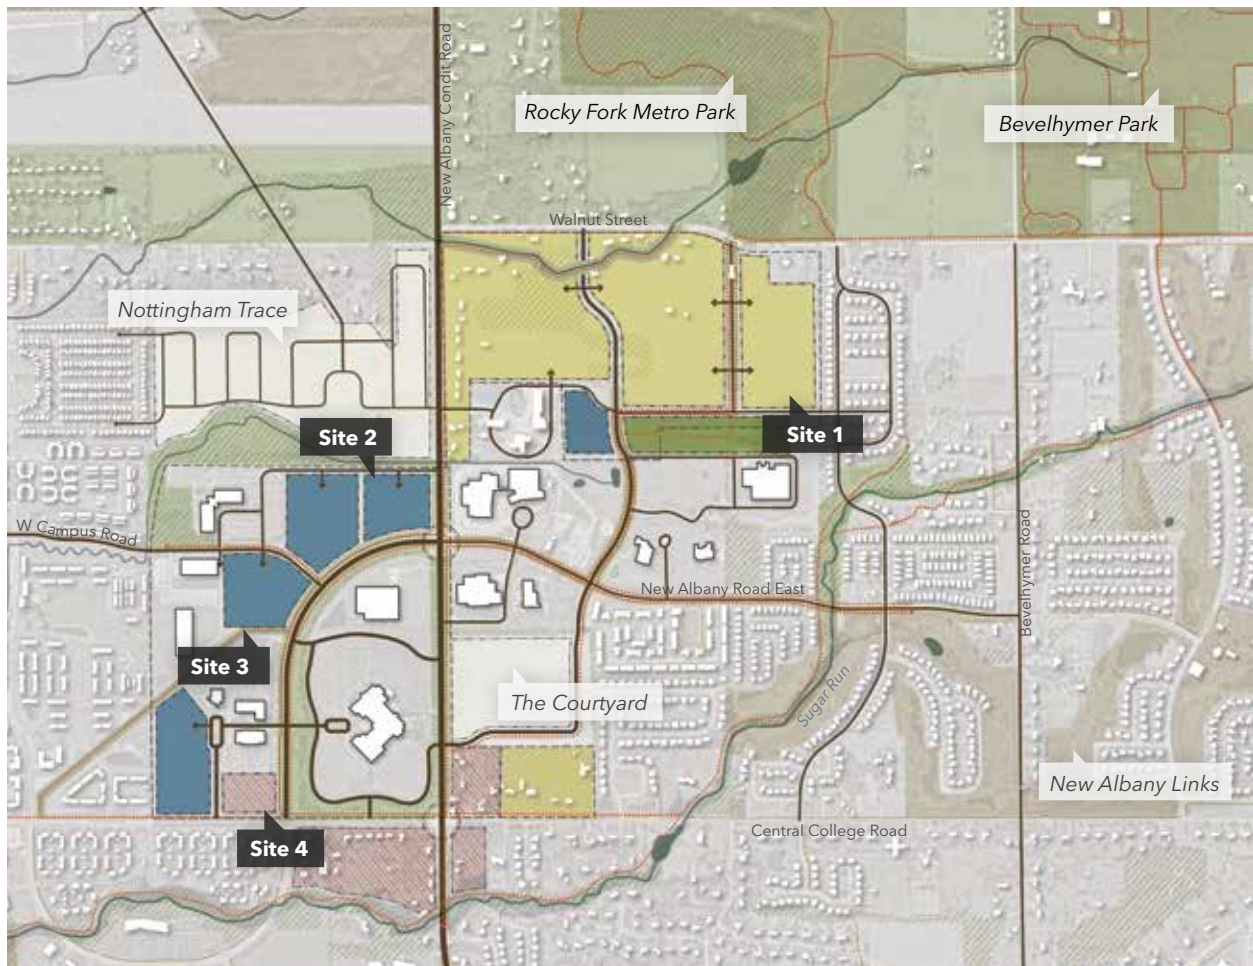 New Albany Condit Road
Rocky Fork Metro Park
Bevelhymer Park
Walnut Street
Nottingham Trace
Site 2
Site 1
W Campus Road
New Albany Road East
Bevelhymer Road
Site 3
The Courtyard
Sugar Run
New Albany Links
Central College Road
Site 4